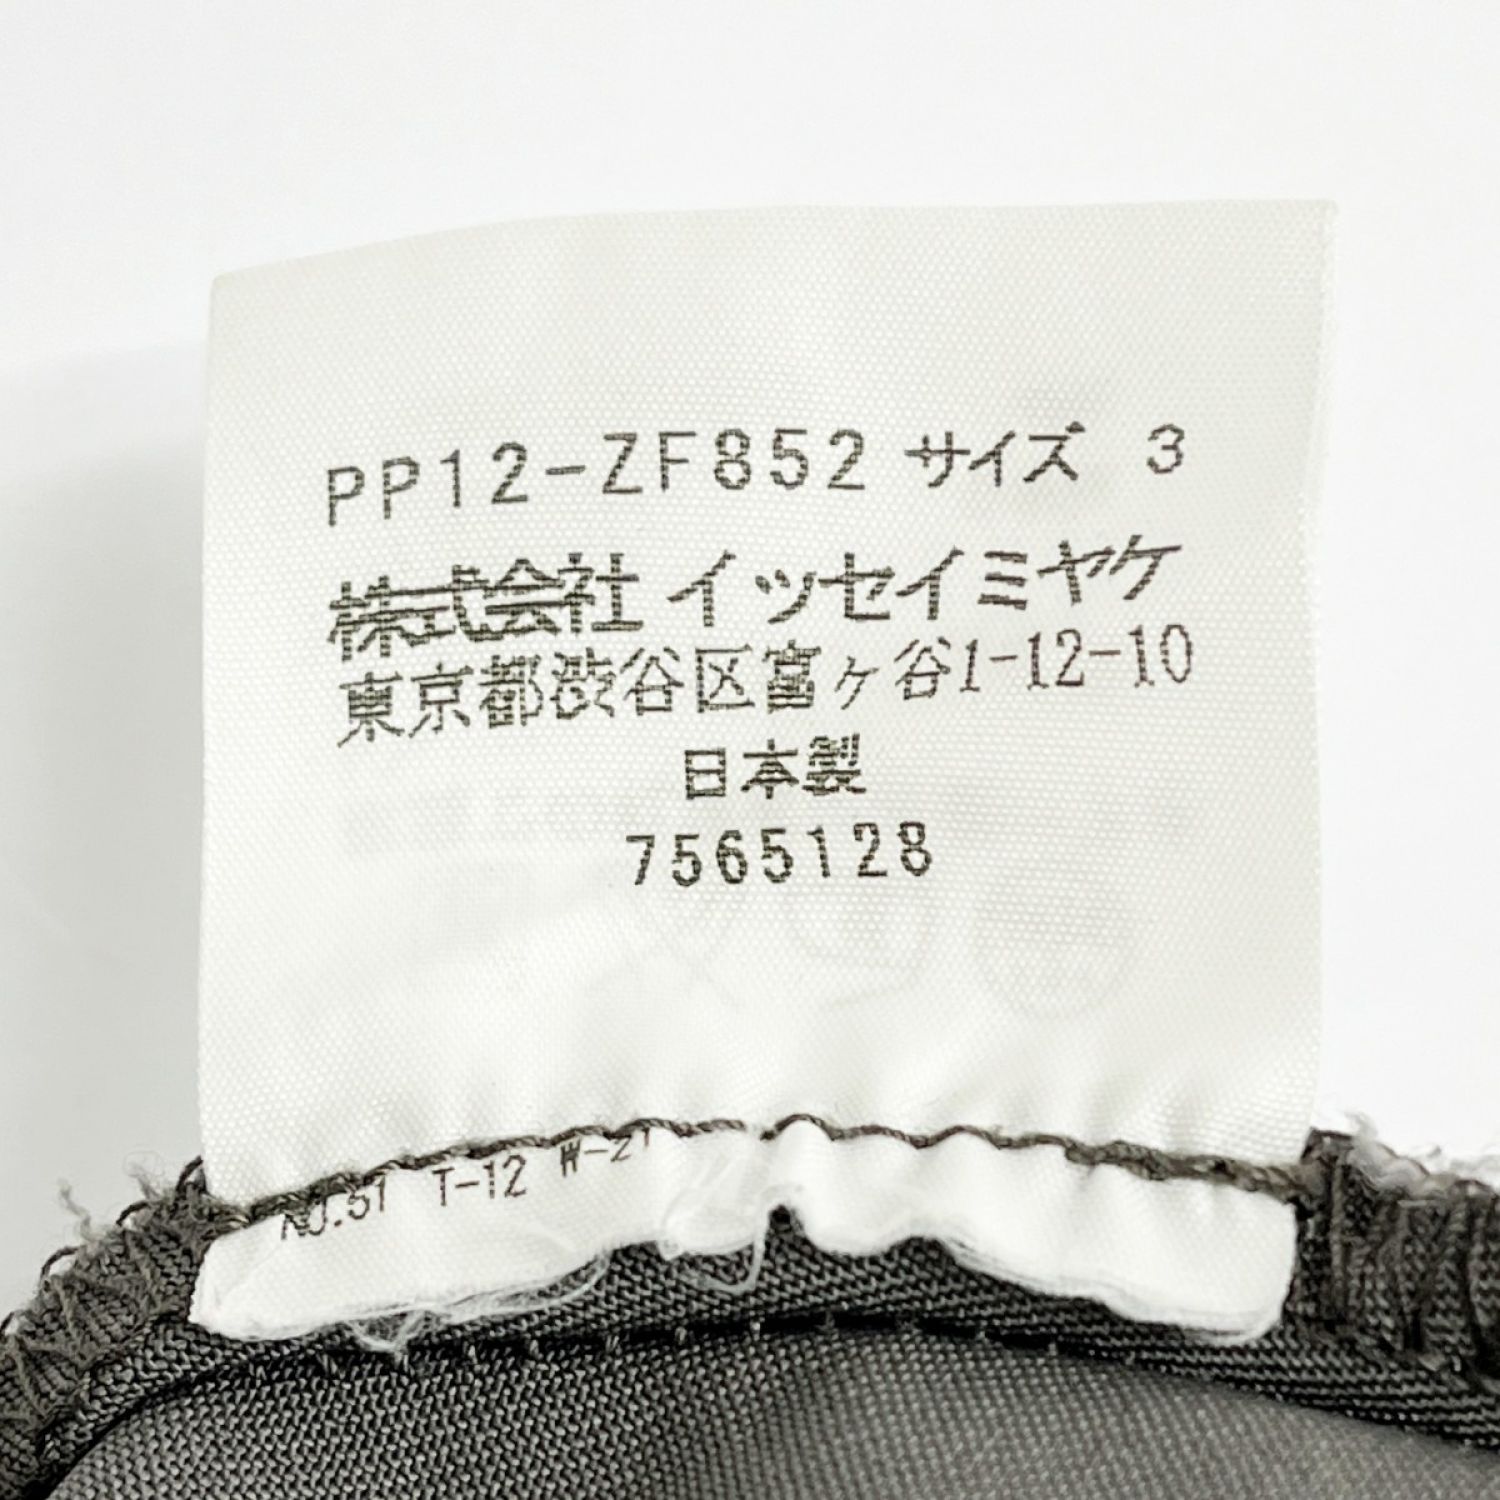 PP12-ZF852 サイズ 3
株式会社 イッセイミヤケ
東京都渋谷区富ヶ谷1-12-10
日本製
7565128
NO.51 T-12